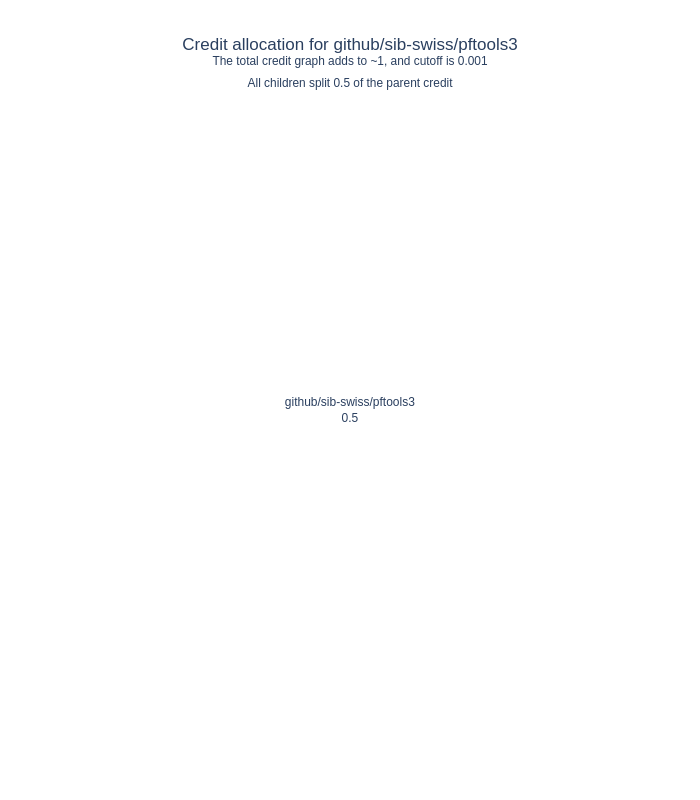 Credit allocation for github/sib-swiss/pftools3
The total credit graph adds to ~1, and cutoff is 0.001
All children split 0.5 of the parent credit
github/sib-swiss/pftools3
0.5